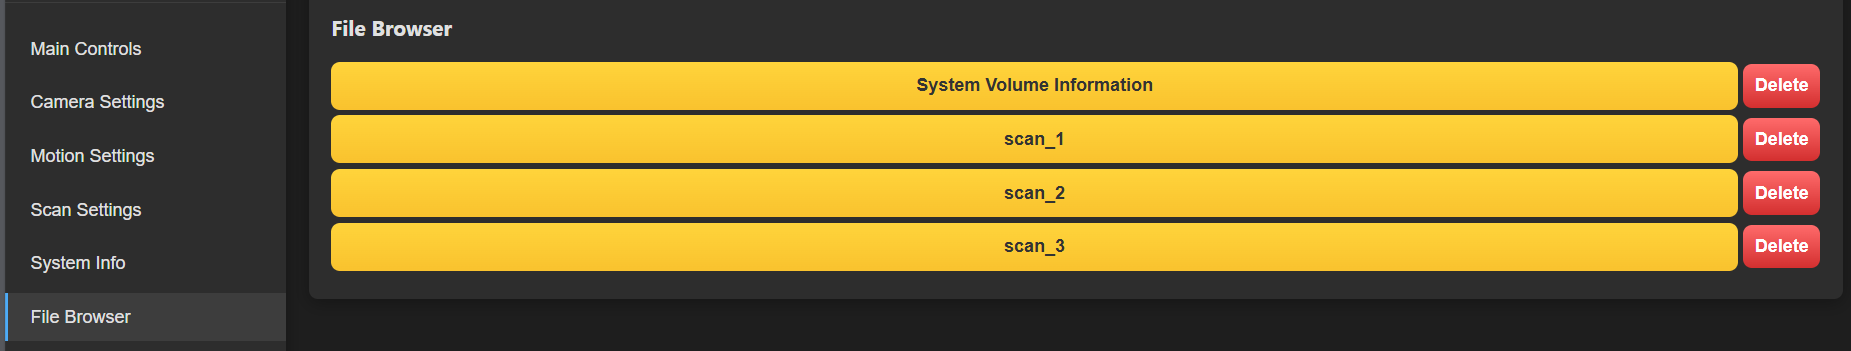 Main Controls
Camera Settings
Motion Settings
Scan Settings
System Info
File Browser
File Browser
System Volume Information Delete
scan_1 Delete
scan_2 Delete
scan_3 Delete